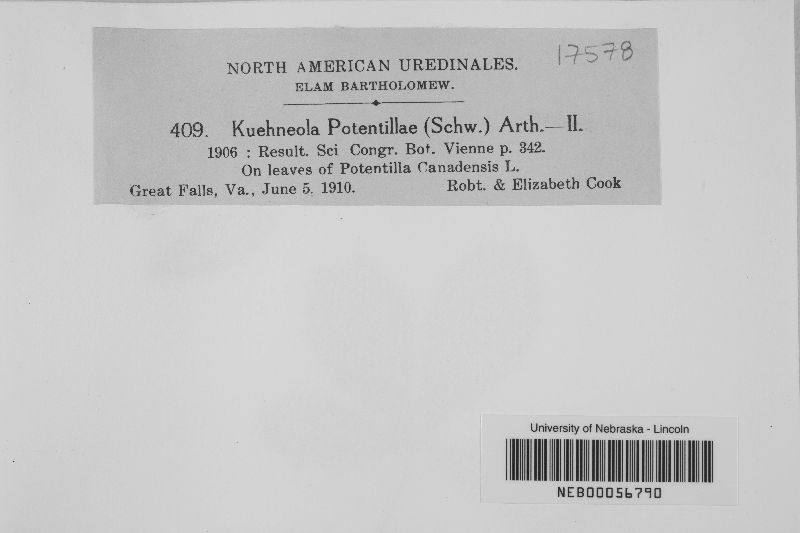 17578
NORTH AMERICAN UREDINALES.
ELAM BARTHOLOMEW.
409. Kuehneola Potentillae (Schw.) Arth.—II.
1906 : Result. Sci Congr. Bot. Vienne p. 342.
On leaves of Potentilla Canadensis L.
Great Falls, Va., June 5, 1910. Robt. & Elizabeth Cook
University of Nebraska - Lincoln
NEB00056790